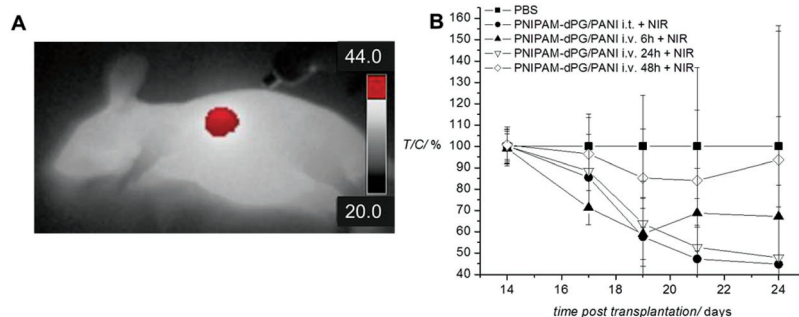 A
44.0
20.0
B
PBS
PNIPAM-dPG/PANI i.t. + NIR
PNIPAM-dPG/PANI i.v. 6h + NIR
PNIPAM-dPG/PANI i.v. 24h + NIR
PNIPAM-dPG/PANI i.v. 48h + NIR
160
150
140
130
120
110
100
90
80
70
60
50
40
T/C/ %
14
16
18
20
22
24
time post transplantation/ days